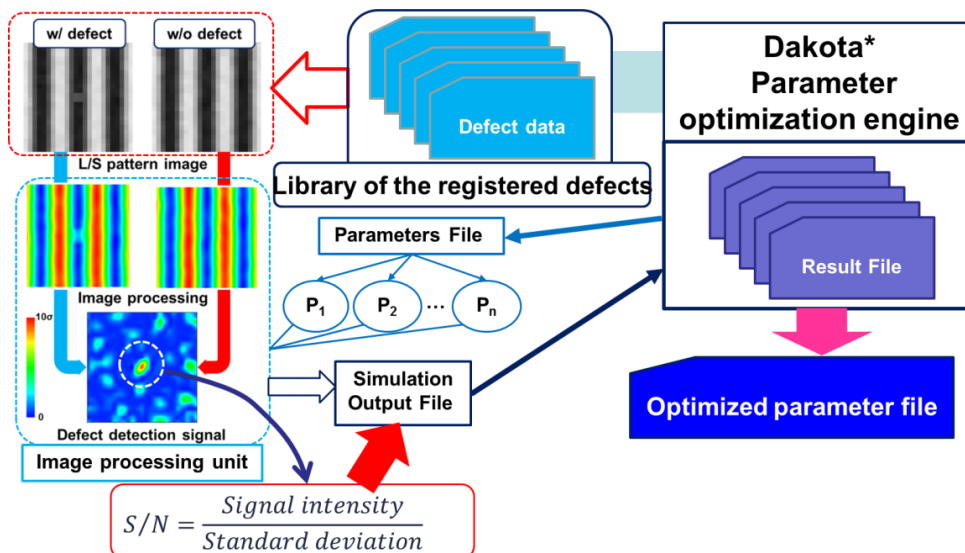 w/ defect
w/o defect
L/S pattern image
Image processing
10σ
0
Defect detection signal
Image processing unit
S/N = Signal intensity / Standard deviation
Defect data
Library of the registered defects
Parameters File
P1
P2
...
Pn
Simulation
Output File
Dakota*
Parameter
optimization engine
Result File
Optimized parameter file